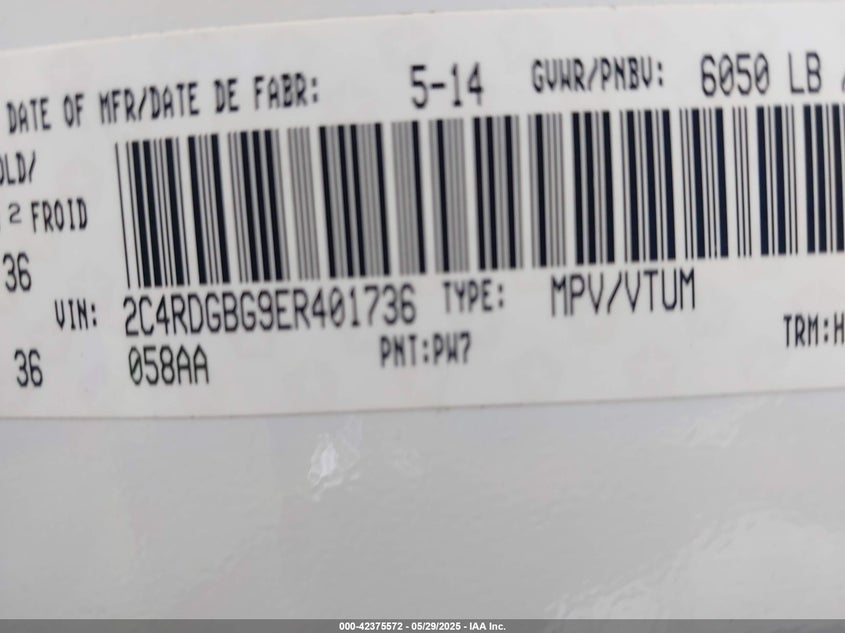 DATE OF MFR/DATE DE FABR: 5-14 GVWR/PNBV: 6050 LB
OLD/
2 FROID
36
VIN: 2C4RDGBG9ER401736 TYPE: MPV/VTUM
36 058AA PNT:PW7 TRM:H
000-42375572 - 05/29/2025 - IAA Inc.